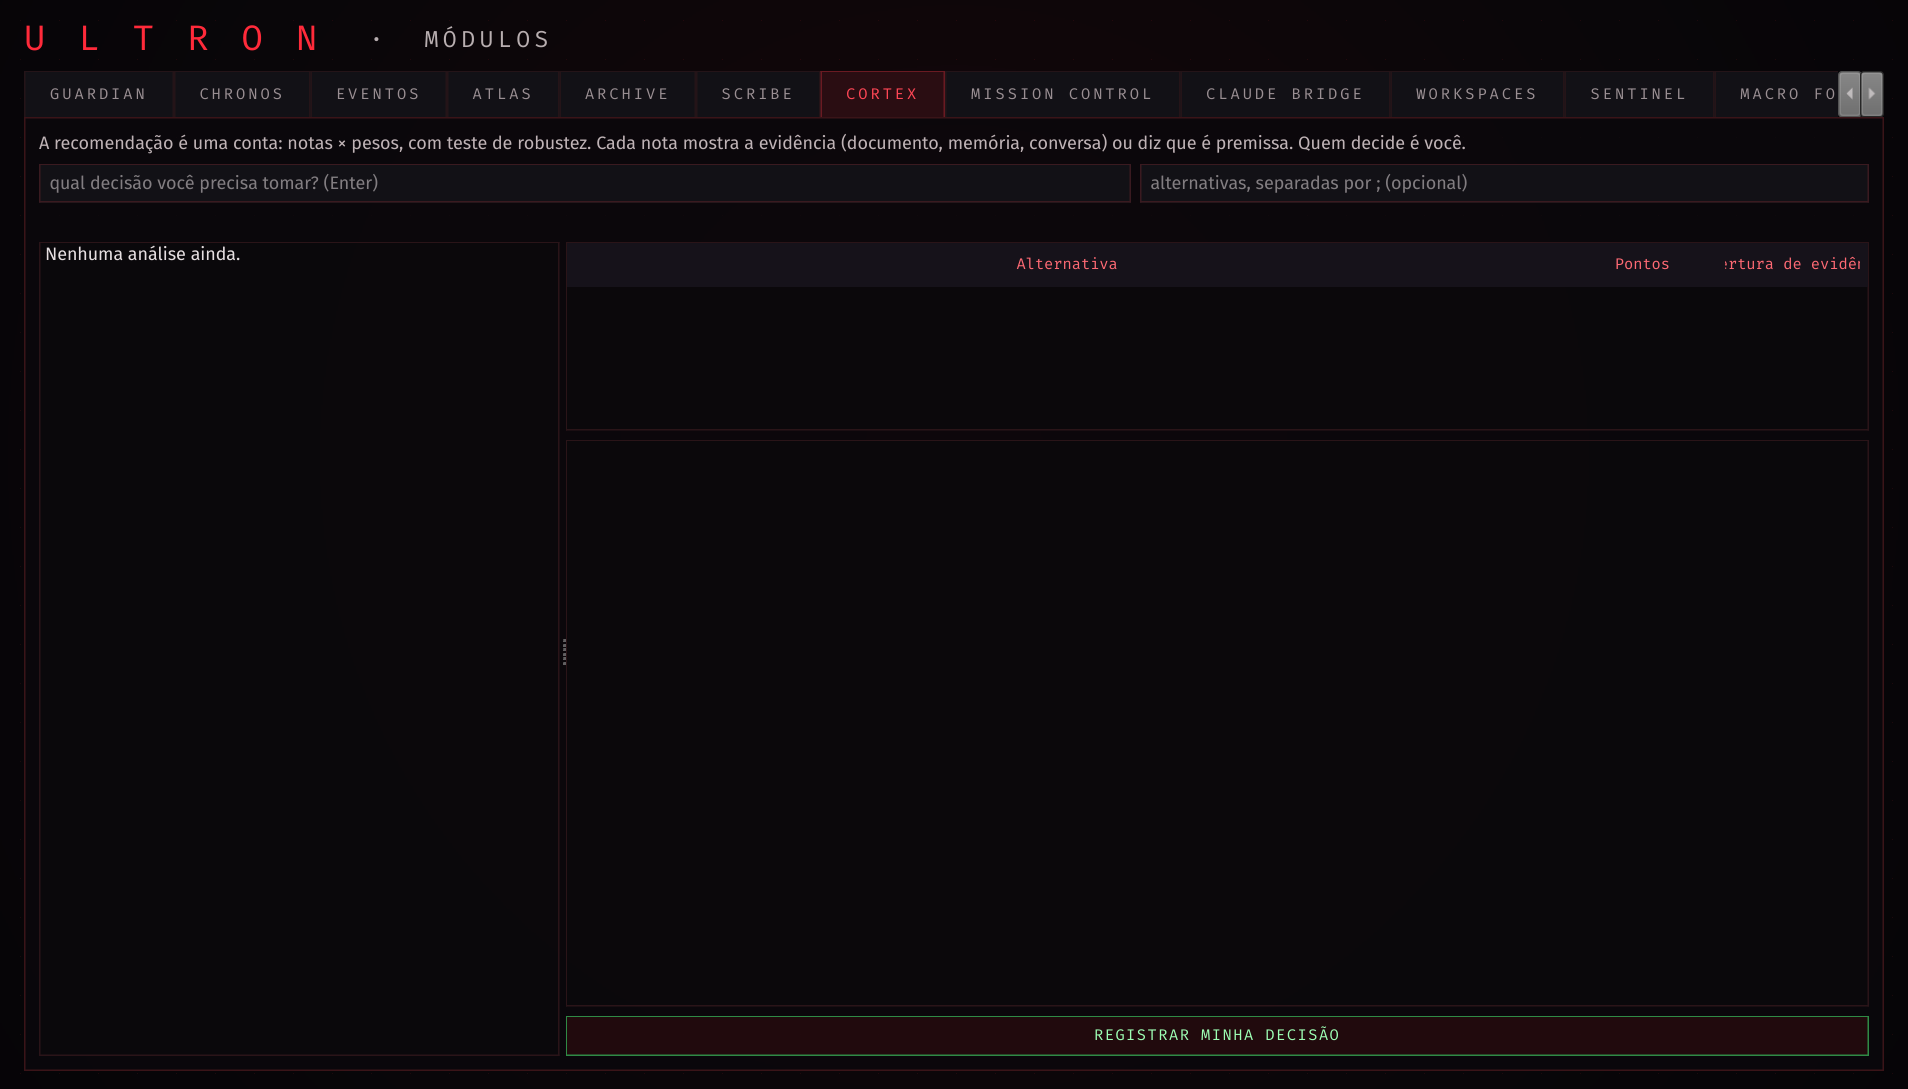 ULTRON · MÓDULOS
GUARDIAN CHRONOS EVENTOS ATLAS ARCHIVE SCRIBE CORTEX MISSION CONTROL CLAUDE BRIDGE WORKSPACES SENTINEL MACRO FO
A recomendação é uma conta: notas × pesos, com teste de robustez. Cada nota mostra a evidência (documento, memória, conversa) ou diz que é premissa. Quem decide é você.
qual decisão você precisa tomar? (Enter) alternativas, separadas por ; (opcional)
Nenhuma análise ainda.
Alternativa Pontos de
REGISTRAR MINHA DECISÃO